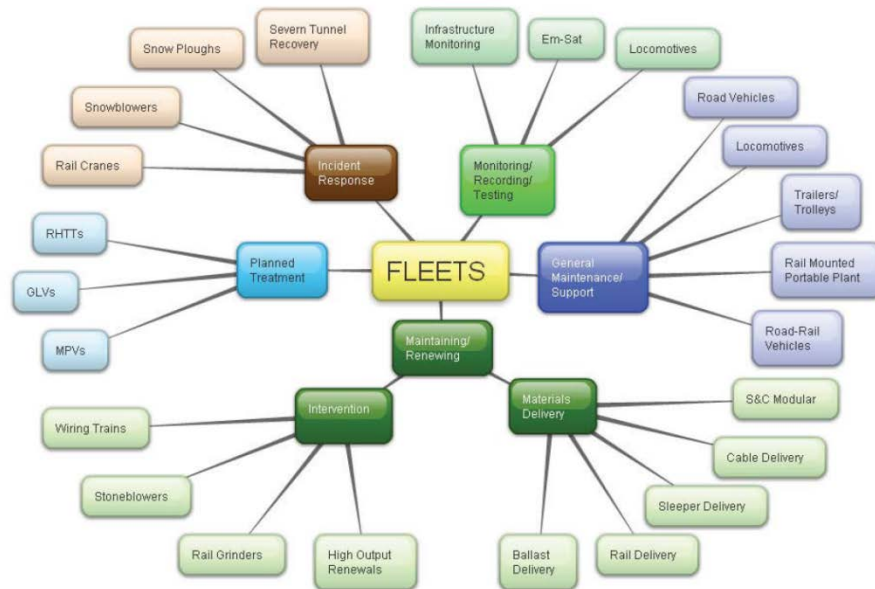 Severn Tunnel
Recovery
Snow Ploughs
Snowblowers
Rail Cranes
Incident
Response
Infrastructure
Monitoring
Em-Sat
Locomotives
Monitoring/
Recording/
Testing
Road Vehicles
Locomotives
Trailers/
Trolleys
Rail Mounted
Portable Plant
Road-Rail
Vehicles
General
Maintenance/
Support
RHTTs
GLVs
MPVs
Planned
Treatment
FLEETS
Maintaining/
Renewing
Intervention
Wiring Trains
Stoneblowers
Rail Grinders
High Output
Renewals
Materials
Delivery
S&C Modular
Cable Delivery
Sleeper Delivery
Rail Delivery
Ballast
Delivery